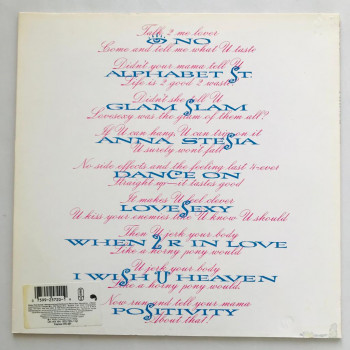 Talk 2 me lover
👁 NO
Come and tell me what U taste
Didn't your mama tell U
ALPHABET ST
Life is 2 good 2 waste
Didn't she tell U
GLAM SLAM
Lovesexy was the glam of them all?
If U can hang, U can trip on it
ANNA STESIA
U surely won't fall
No side effects and the feeling last 4-ever
DANCE ON
Straight up—it tastes good
It makes U feel clever
LOVESEXY
U kiss your enemies like U know U should
Then U jerk your body
WHEN 2 R IN LOVE
Like a horny pony would
U jerk your body
I WISH U HEAVEN
Like a horny pony would.
Now run and tell your mama
POSITIVITY
About that!